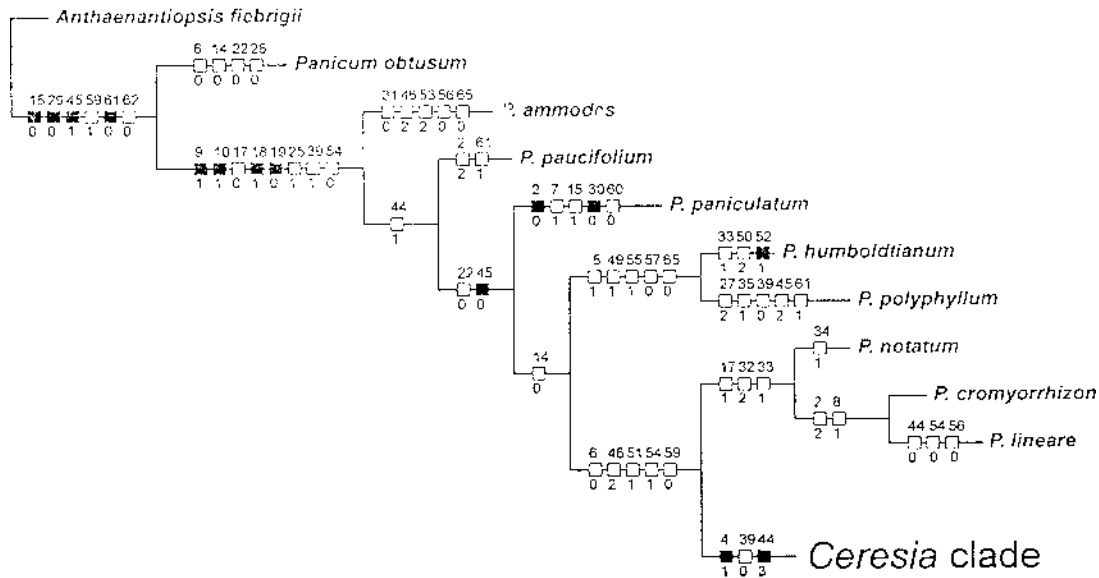 Anthaenantiopsis fiebrigii
6 14 22 26
Panicum obtusum
0 0 0 0
15 25 45 59 61 62
0 0 1 1 0 0
31 46 53 56 65
P. ammodes
0 2 2 0 0
9 10 17 18 19 25 39 54
1 1 0 1 0 1 1 0
2 61
P. paucifolium
2 1
44
1
2 7 15 30 60
P. paniculatum
0 1 1 0 0
22 45
0 0
33 50 52
P. humboldtianum
1 2 1
5 49 55 57 65
1 1 1 0 0
27 35 39 45 61
P. polyphyllum
2 1 0 2 1
34
P. notatum
1
14
0
17 32 33
1 2 1
2 8
P. cromyorrhizon
2 1
44 54 56
P. lineare
0 0 0
6 46 51 54 59
0 2 1 1 0
4 39 44
Ceresia clade
1 0 3